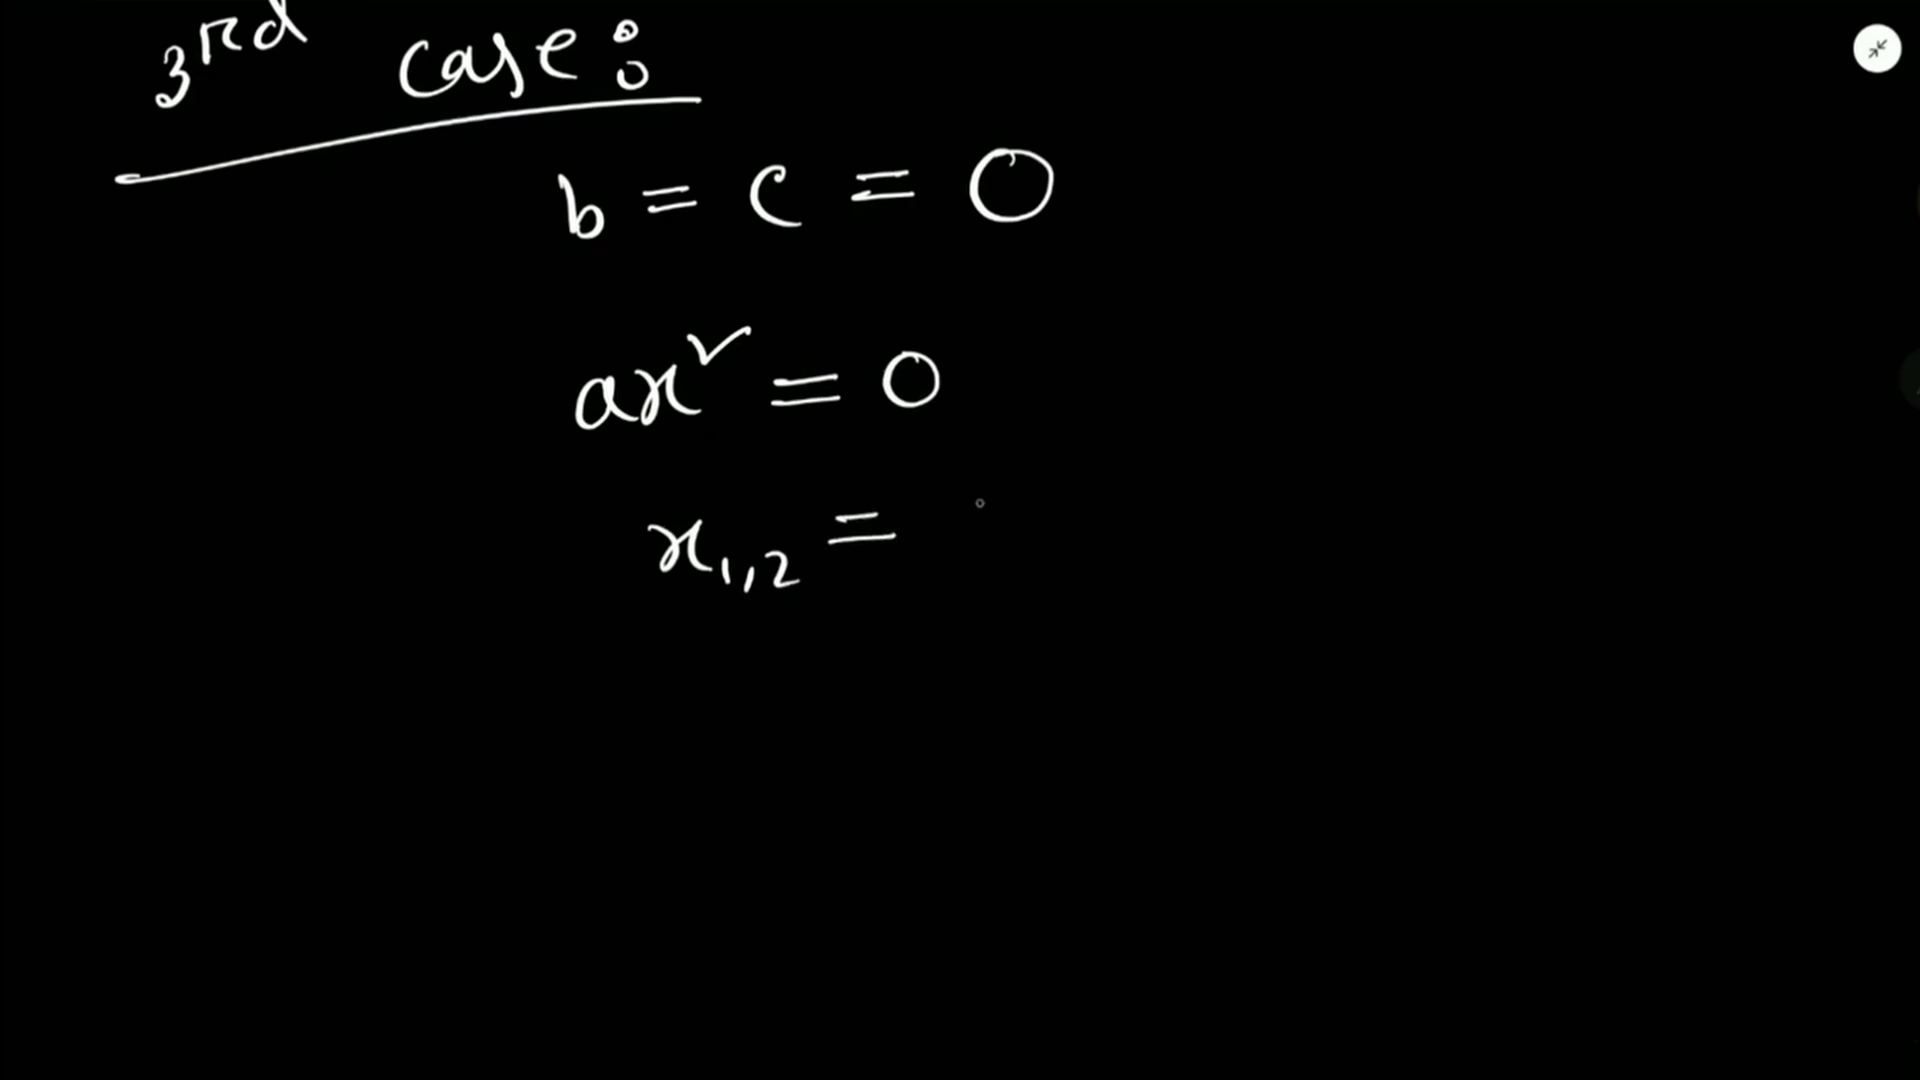 3rd case:
b = c = 0
ax² = 0
x₁,₂ =